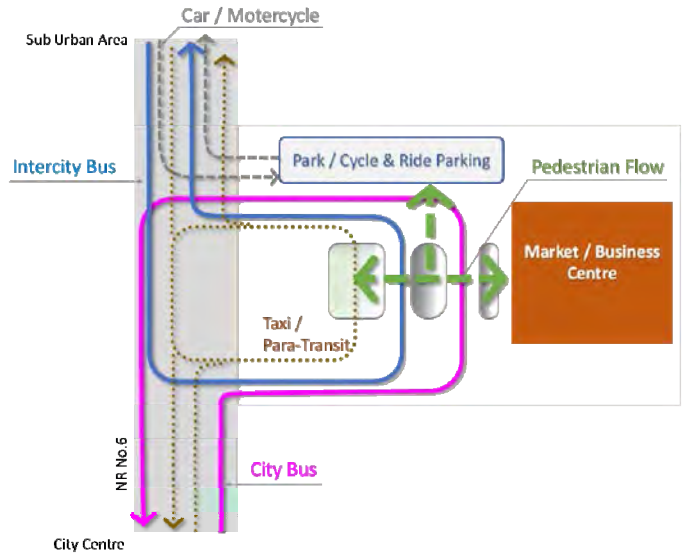 Car / Motercycle
Sub Urban Area
Park / Cycle & Ride Parking
Intercity Bus
Pedestrian Flow
Market / Business
Centre
Taxi /
Para-Transit
NR No.6
City Bus
City Centre